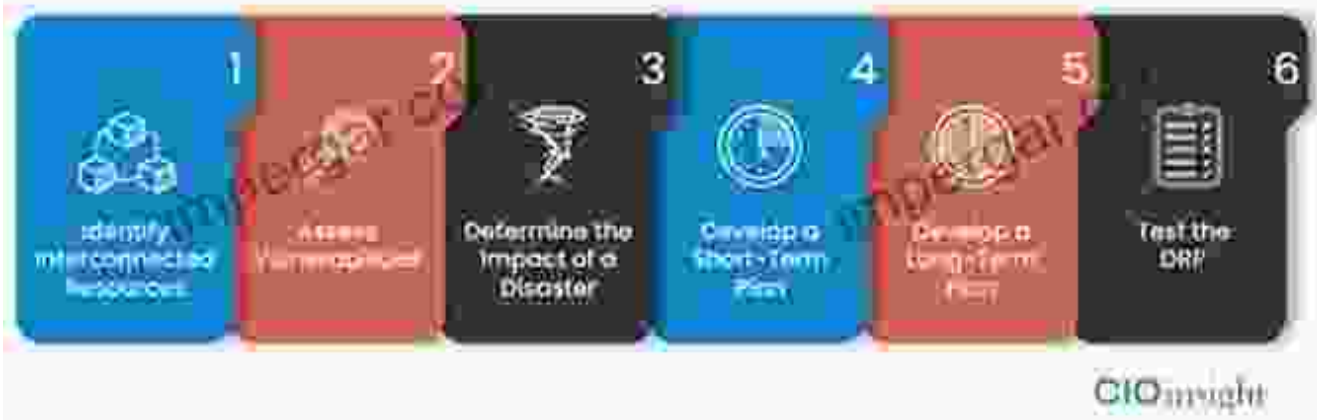 1
Identify
Interconnected
Resources
2
Assess
Vulnerabilities
3
Determine the
Impact of a
Disaster
4
Develop a
Short-Term
Plan
5
Develop a
Long-Term
Plan
6
Test the
DRP
CIOinsight